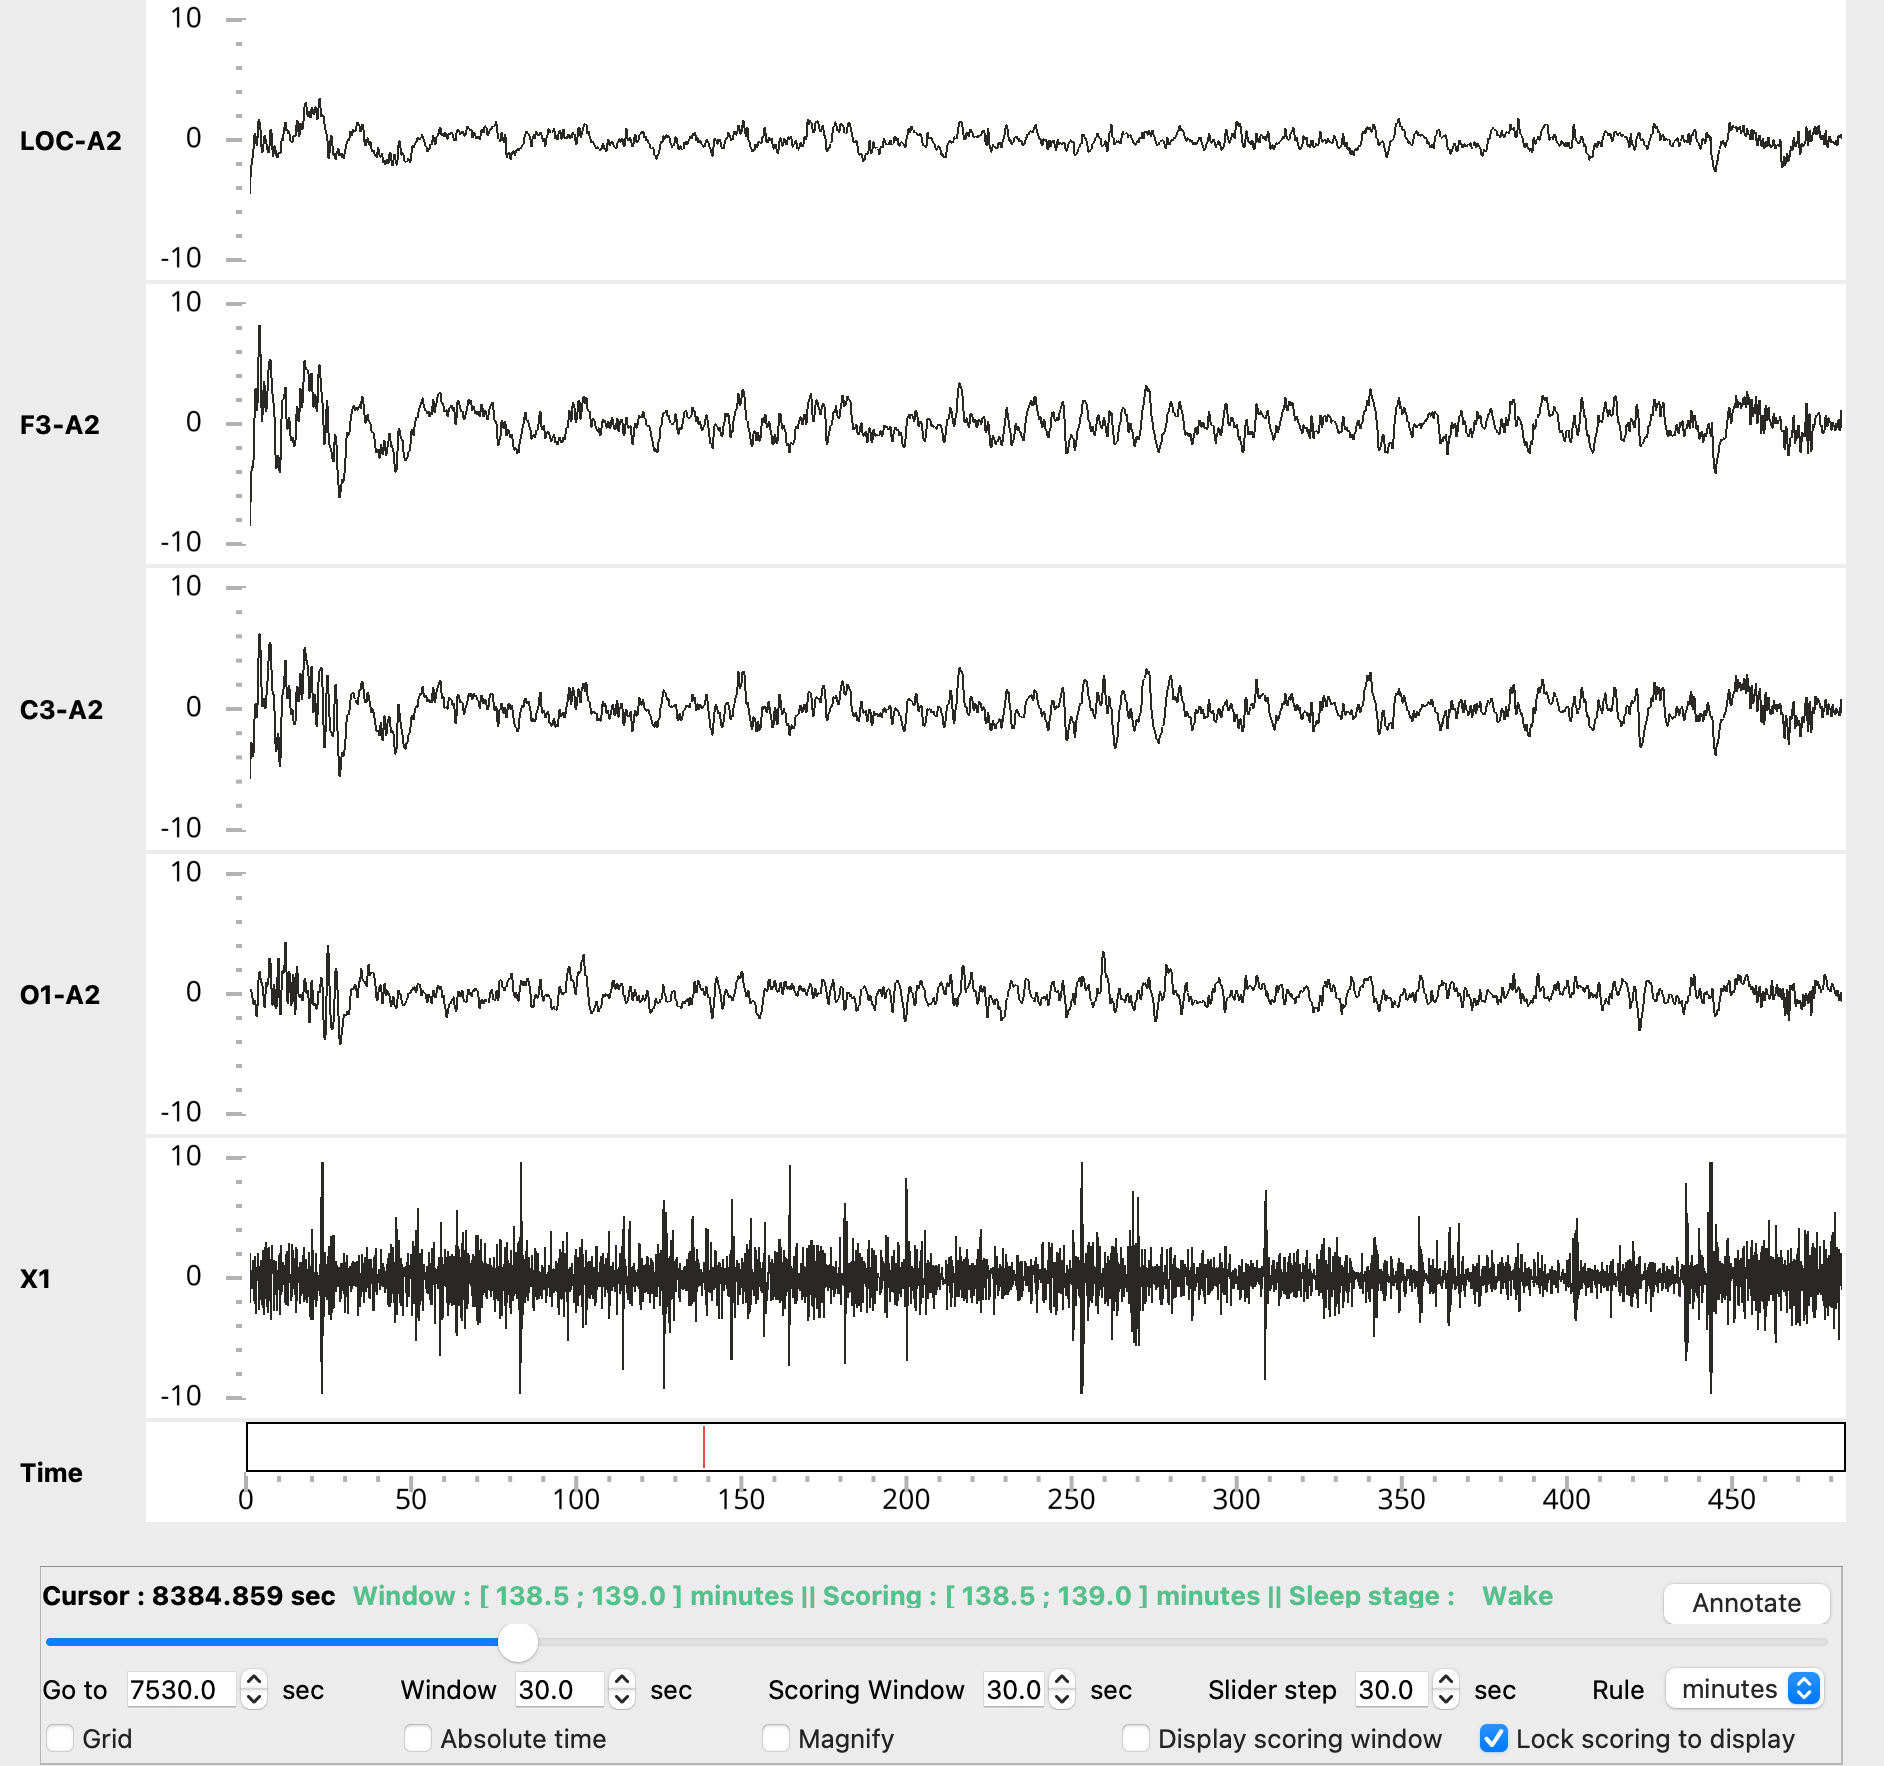 10
LOC-A2
0
-10
10
F3-A2
0
-10
10
C3-A2
0
-10
10
O1-A2
0
-10
10
X1
0
-10
Time
0 50 100 150 200 250 300 350 400 450
Cursor : 8384.859 sec Window : [ 138.5 ; 139.0 ] minutes || Scoring : [ 138.5 ; 139.0 ] minutes || Sleep stage : Wake Annotate
Go to 7530.0 sec Window 30.0 sec Scoring Window 30.0 sec Slider step 30.0 sec Rule minutes
Grid Absolute time Magnify Display scoring window Lock scoring to display